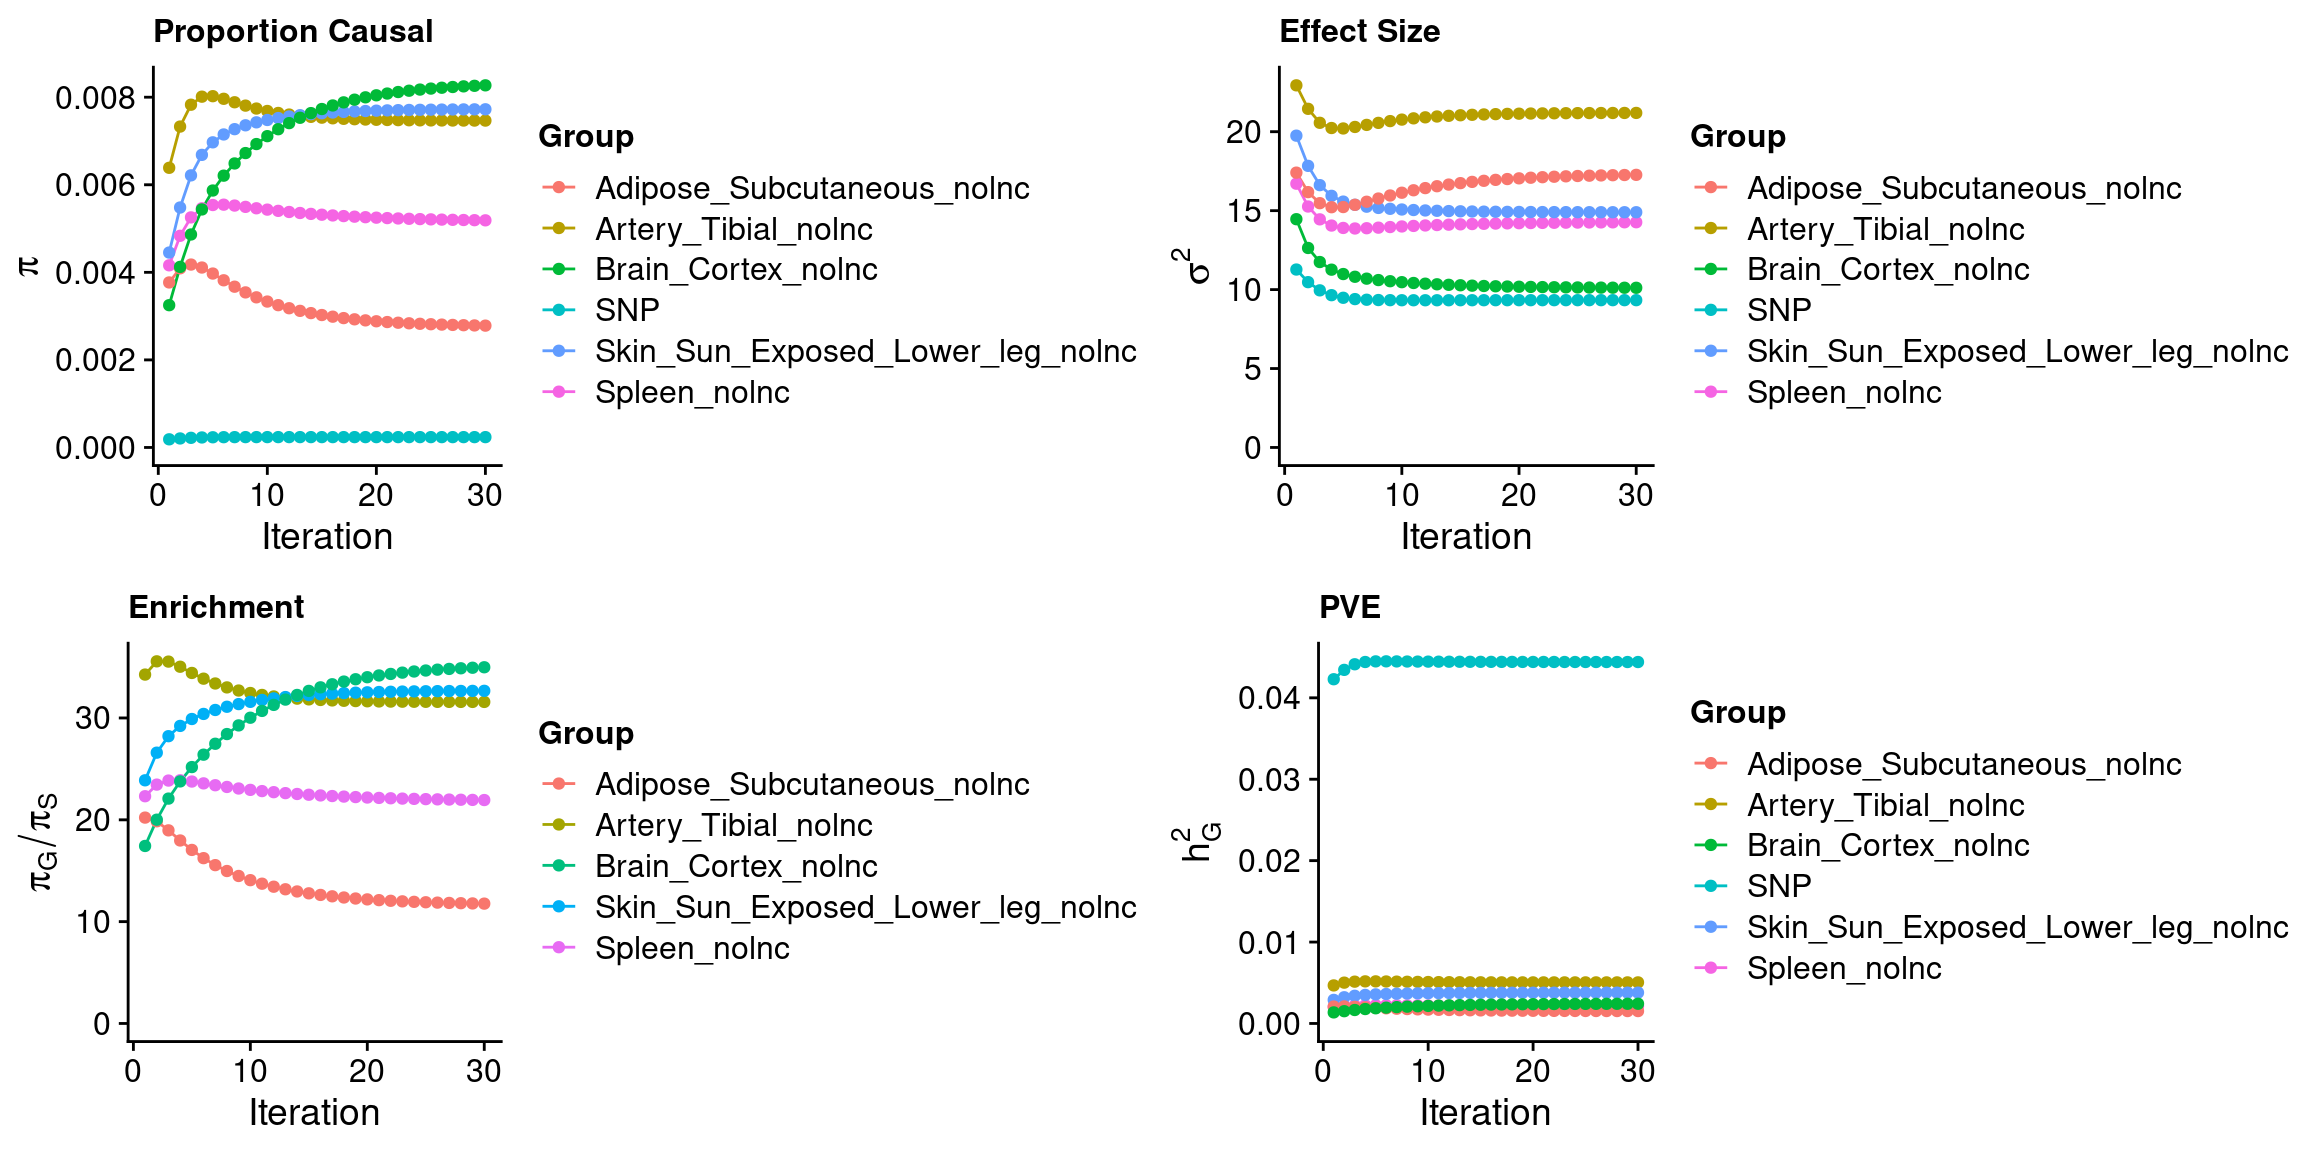 Proportion Causal
π
0.008
0.006
0.004
0.002
0.000
0 10 20 30
Iteration
Group
Adipose_Subcutaneous_nolnc
Artery_Tibial_nolnc
Brain_Cortex_nolnc
SNP
Skin_Sun_Exposed_Lower_leg_nolnc
Spleen_nolnc
Effect Size
σ²
20
15
10
5
0
0 10 20 30
Iteration
Group
Adipose_Subcutaneous_nolnc
Artery_Tibial_nolnc
Brain_Cortex_nolnc
SNP
Skin_Sun_Exposed_Lower_leg_nolnc
Spleen_nolnc
Enrichment
π_G/π_S
30
20
10
0
0 10 20 30
Iteration
Group
Adipose_Subcutaneous_nolnc
Artery_Tibial_nolnc
Brain_Cortex_nolnc
Skin_Sun_Exposed_Lower_leg_nolnc
Spleen_nolnc
PVE
h²_G
0.04
0.03
0.02
0.01
0.00
0 10 20 30
Iteration
Group
Adipose_Subcutaneous_nolnc
Artery_Tibial_nolnc
Brain_Cortex_nolnc
SNP
Skin_Sun_Exposed_Lower_leg_nolnc
Spleen_nolnc